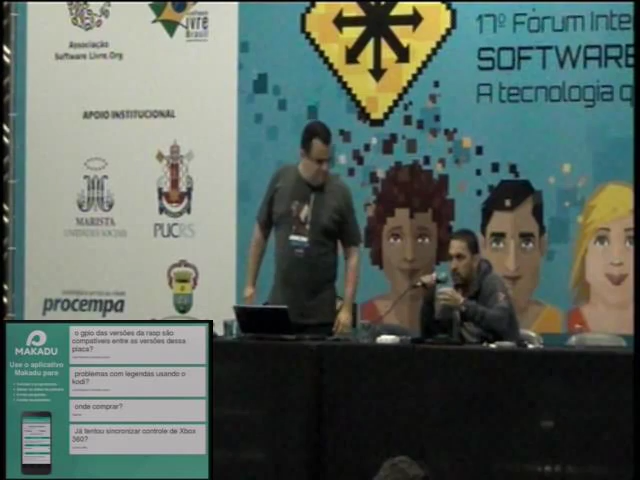 Associação
Software Livre.Org
Software
Livre
Brasil
APOIO INSTITUCIONAL
MARISTA
PUCRS
procempa
17º Fórum Inte
SOFTWARE
A tecnologia q
MAKADU
Use o aplicativo
Makadu para
o gpio das versões da rasp são
compatíveis entre as versões dessa
placa?
problemas com legendas usando o
kodi?
onde comprar?
Já tentou sincronizar controle de Xbox
360?